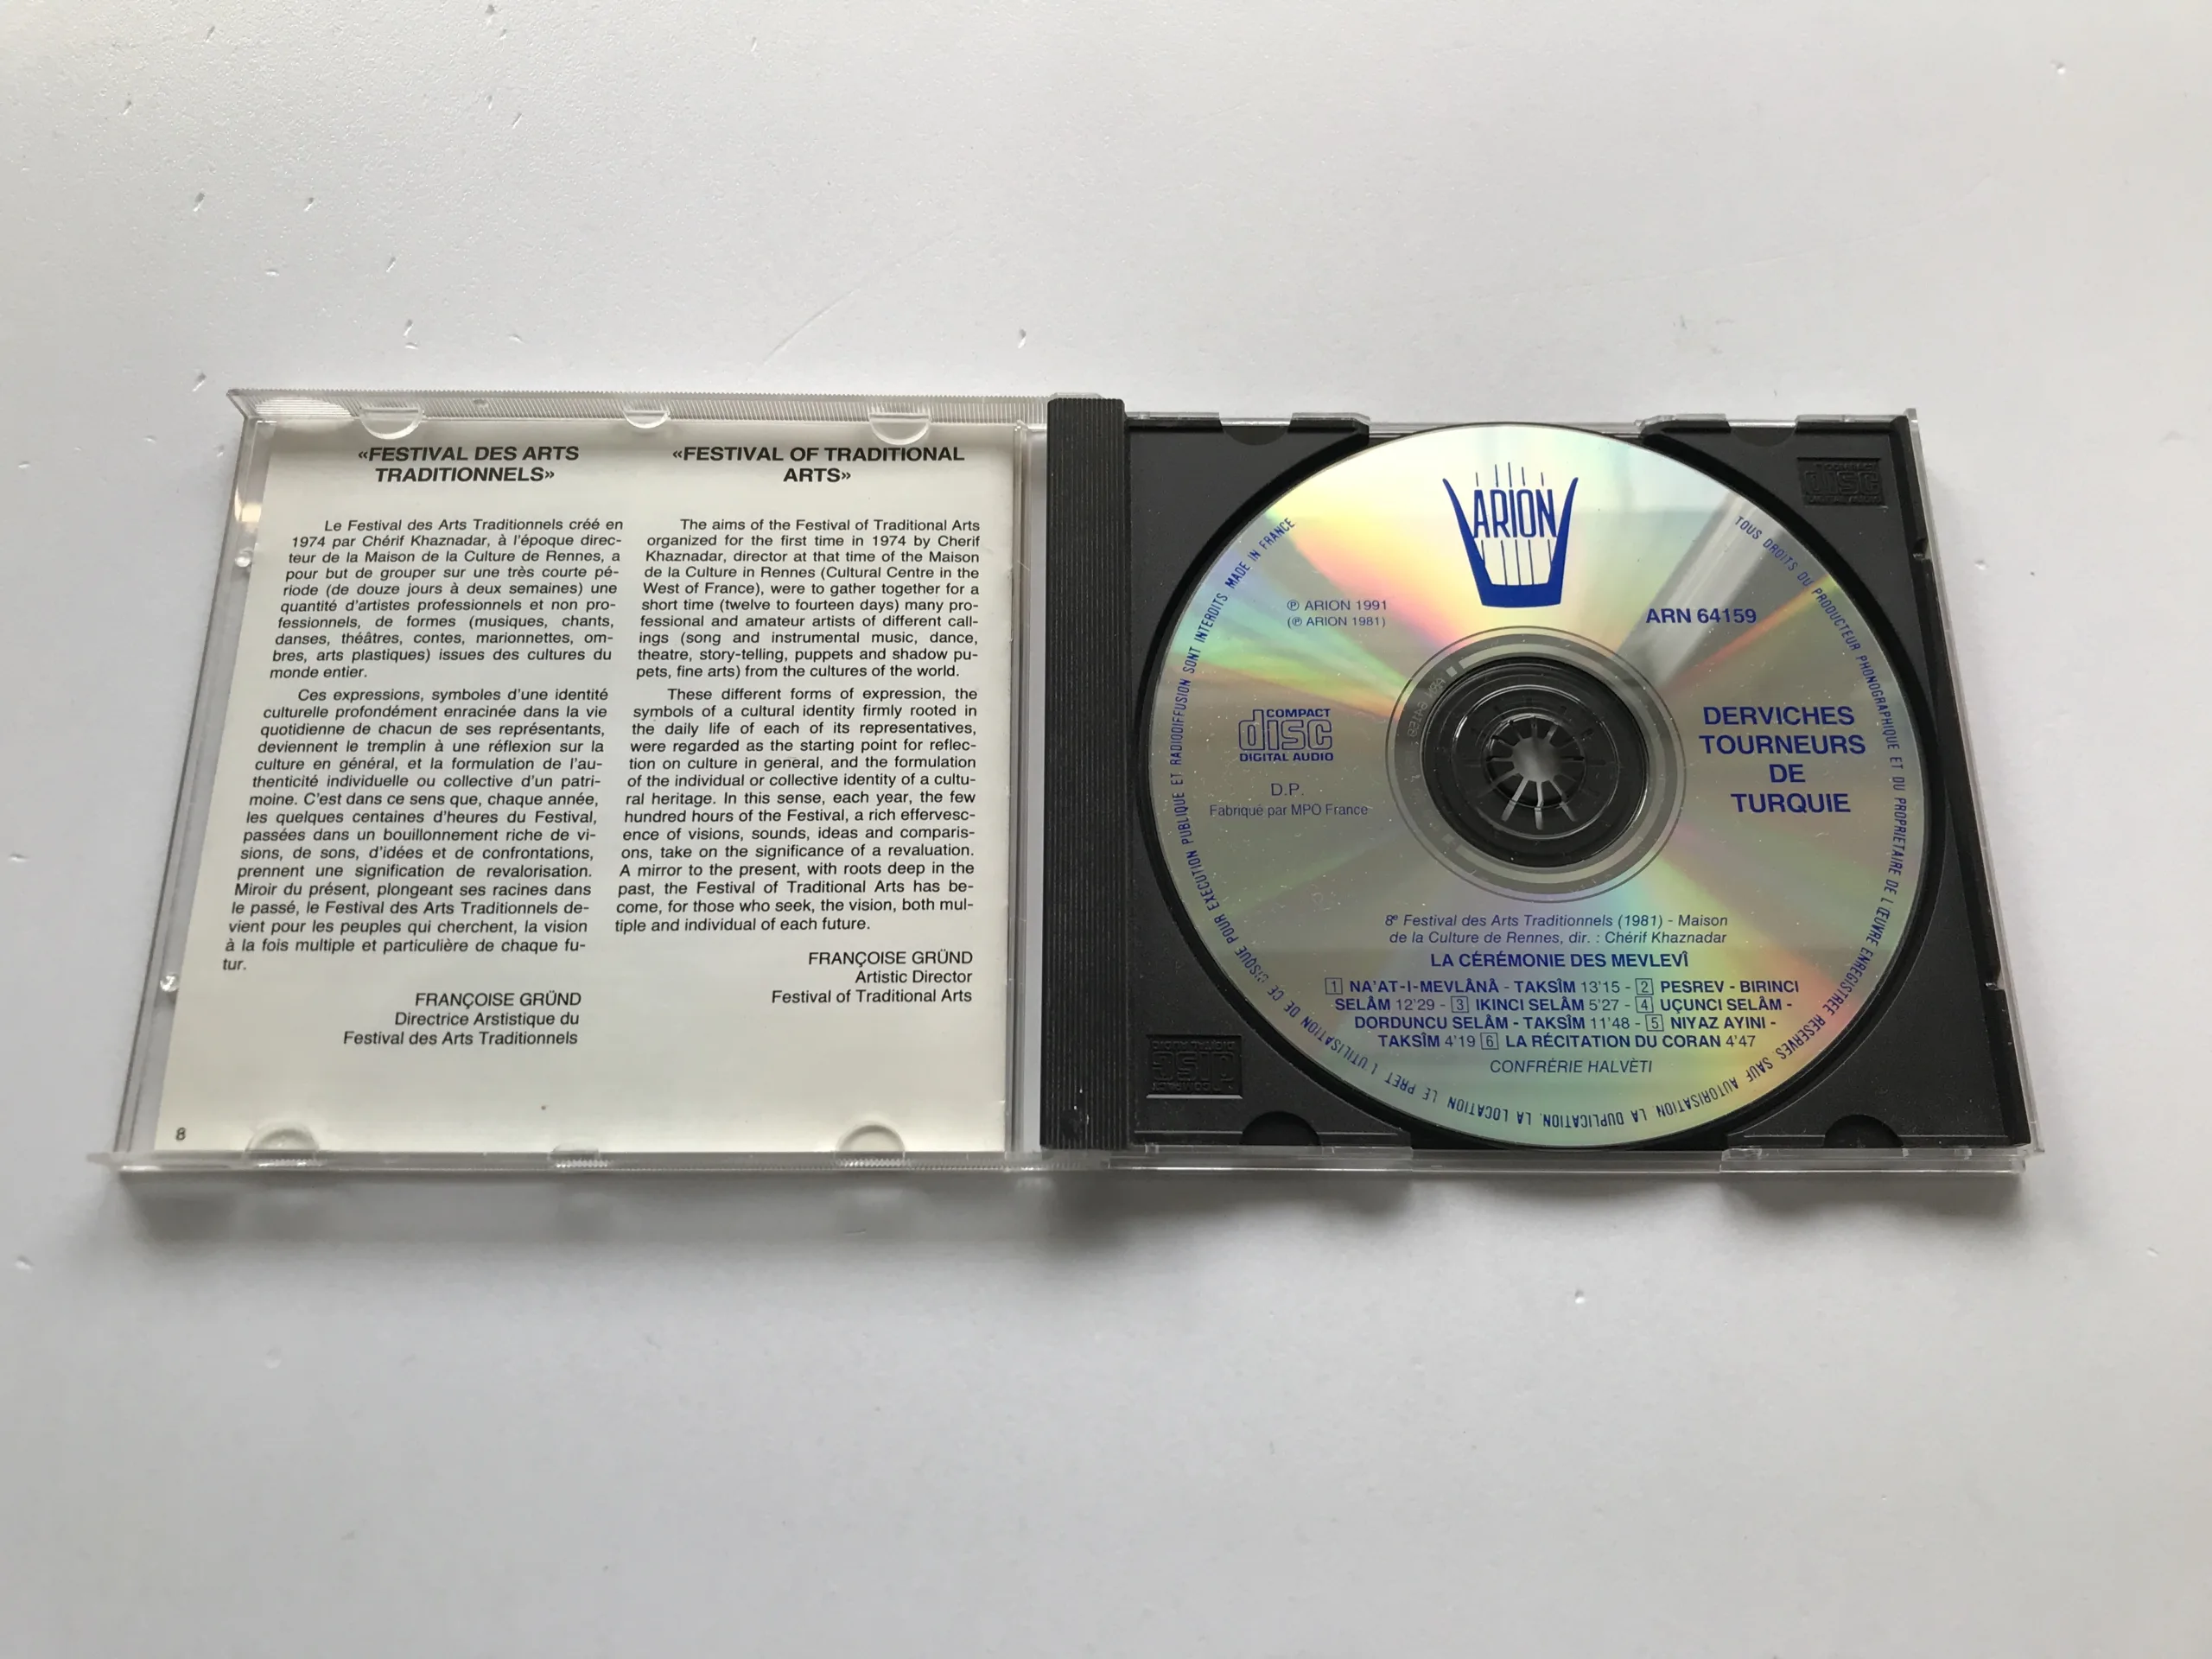 «FESTIVAL DES ARTS
TRADITIONNELS»
Le Festival des Arts Traditionnels créé en
1974 par Chérif Khaznadar, à l'époque direc-
teur de la Maison de la Culture de Rennes, a
pour but de grouper sur une très courte pé-
riode (de douze jours à deux semaines) une
quantité d'artistes professionnels et non pro-
fessionnels, de formes (musiques, chants,
danses, théâtres, contes, marionnettes, om-
bres, arts plastiques) issues des cultures du
monde entier.
Ces expressions, symboles d'une identité
culturelle profondément enracinée dans la vie
quotidienne de chacun de ses représentants,
deviennent le tremplin à une réflexion sur la
culture en général, et la formulation de l'au-
thenticité individuelle ou collective d'un patri-
moine. C'est dans ce sens que, chaque année,
les quelques centaines d'heures du Festival,
passées dans un bouillonnement riche de vi-
sions, de sons, d'idées et de confrontations,
prennent une signification de revalorisation.
Miroir du présent, plongeant ses racines dans
le passé, le Festival des Arts Traditionnels de-
vient pour les peuples qui cherchent, la vision
à la fois multiple et particulière de chaque fu-
tur.
FRANÇOISE GRÜND
Directrice Arstistique du
Festival des Arts Traditionnels
8
«FESTIVAL OF TRADITIONAL
ARTS»
The aims of the Festival of Traditional Arts
organized for the first time in 1974 by Cherif
Khaznadar, director at that time of the Maison
de la Culture in Rennes (Cultural Centre in the
West of France), were to gather together for a
short time (twelve to fourteen days) many pro-
fessional and amateur artists of different call-
ings (song and instrumental music, dance,
theatre, story-telling, puppets and shadow pu-
pets, fine arts) from the cultures of the world.
These different forms of expression, the
symbols of a cultural identity firmly rooted in
the daily life of each of its representatives,
were regarded as the starting point for reflec-
tion on culture in general, and the formulation
of the individual or collective identity of a cultu-
ral heritage. In this sense, each year, the few
hundred hours of the Festival, a rich effervesc-
ence of visions, sounds, ideas and comparis-
ons, take on the significance of a revaluation.
A mirror to the present, with roots deep in the
past, the Festival of Traditional Arts has be-
come, for those who seek, the vision, both mul-
tiple and individual of each future.
FRANÇOISE GRÜND
Artistic Director
Festival of Traditional Arts
ARION
℗ ARION 1991
(℗ ARION 1981)
ARN 64159
COMPACT
disc
DIGITAL AUDIO
D.P.
Fabriqué par MPO France
DERVICHES
TOURNEURS
DE
TURQUIE
8e Festival des Arts Traditionnels (1981) - Maison
de la Culture de Rennes, dir. : Chérif Khaznadar
LA CÉRÉMONIE DES MEVLEVÎ
1 NA'AT-I-MEVLÂNÂ - TAKSÎM 13'15 - 2 PESREV - BIRINCI
SELÂM 12'29 - 3 IKINCI SELÂM 5'27 - 4 UÇUNCI SELÂM -
DORDUNCU SELÂM - TAKSÎM 11'48 - 5 NIYAZ AYINI -
TAKSÎM 4'19 6 LA RÉCITATION DU CORAN 4'47
CONFRÉRIE HALVÈTI
TOUS DROITS DU PRODUCTEUR PHONOGRAPHIQUE ET DU PROPRIETAIRE DE L'ŒUVRE ENREGISTREE RESERVES. SAUF AUTORISATION LA DUPLICATION, LA LOCATION, LE PRET, L'UTILISATION DE CE DISQUE POUR EXECUTION PUBLIQUE ET RADIODIFFUSION SONT INTERDITS MADE IN FRANCE